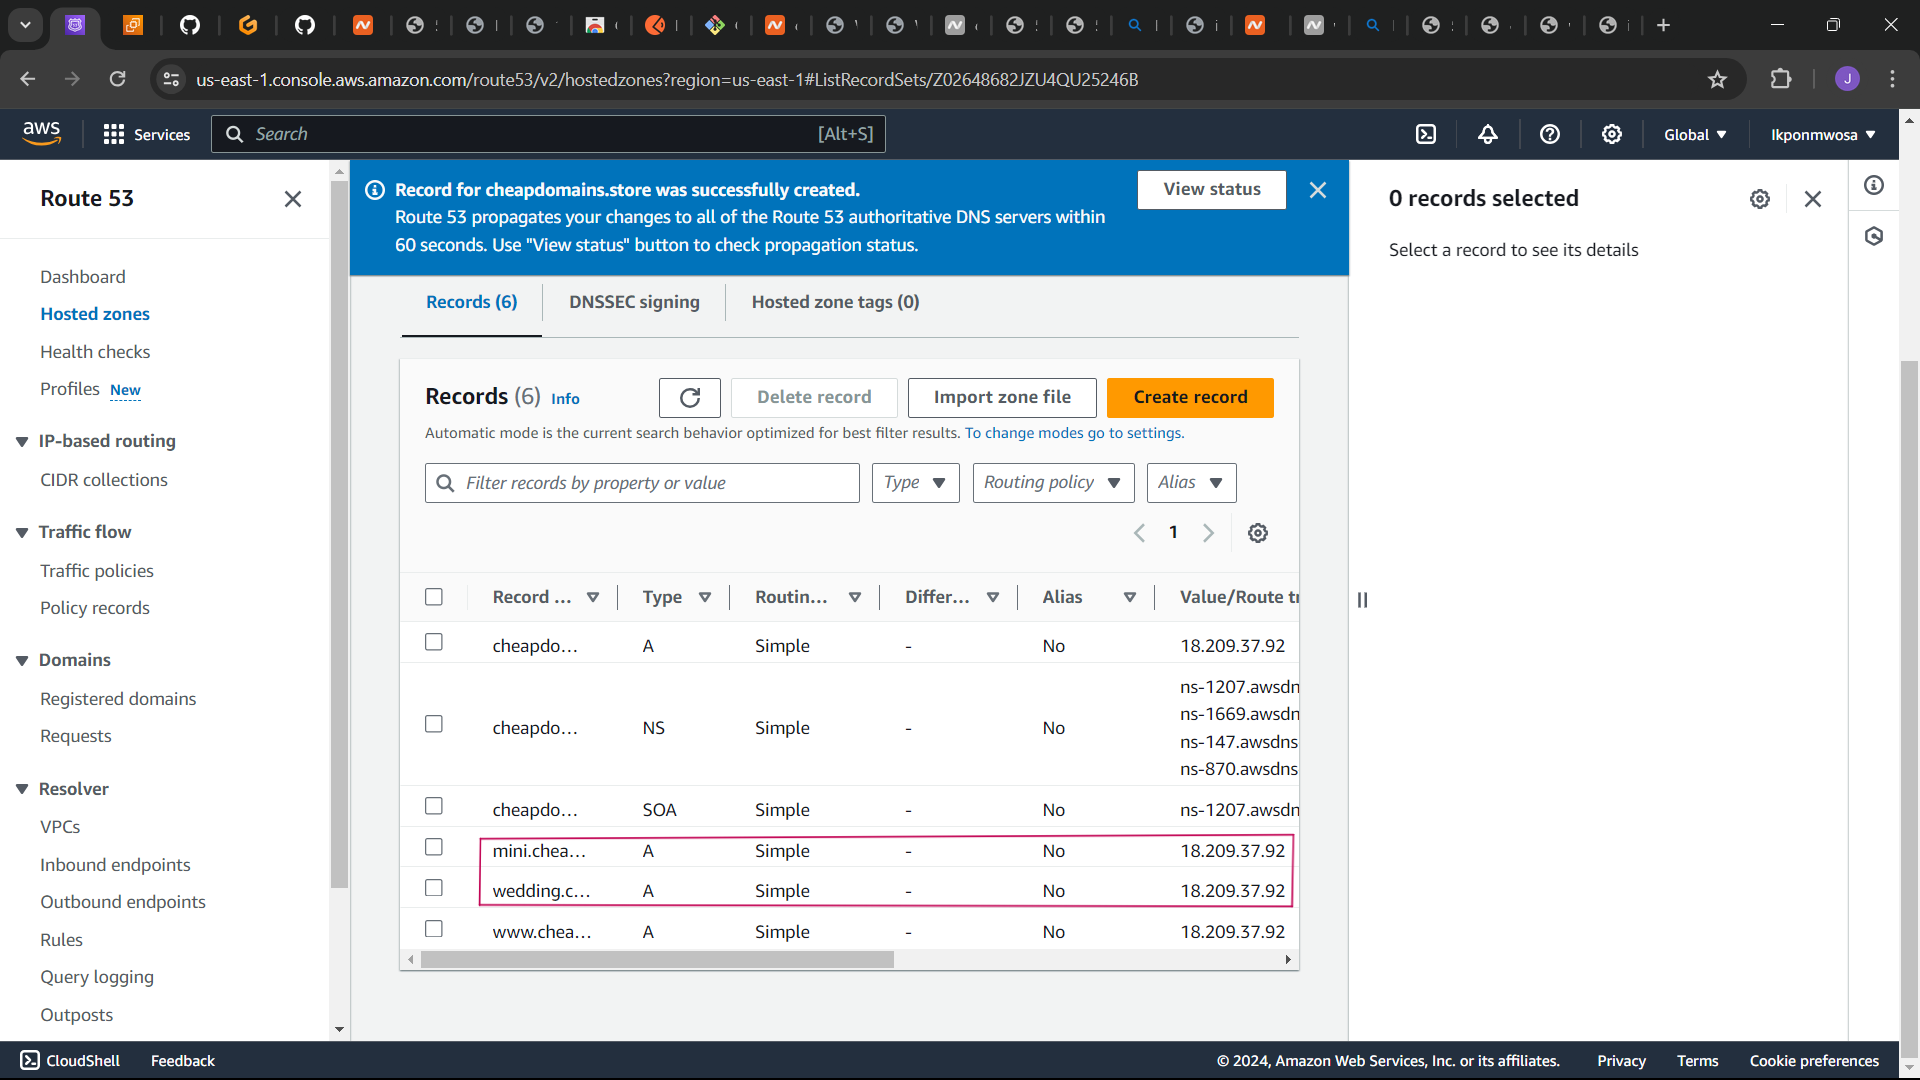 us-east-1.console.aws.amazon.com/route53/v2/hostedzones?region=us-east-1#ListRecordSets/Z02648682JZU4QU25246B
J
aws
Services
Search
[Alt+S]
Global
Ikponmwosa
Route 53
Dashboard
Hosted zones
Health checks
Profiles New
IP-based routing
CIDR collections
Traffic flow
Traffic policies
Policy records
Domains
Registered domains
Requests
Resolver
VPCs
Inbound endpoints
Outbound endpoints
Rules
Query logging
Outposts
Record for cheapdomains.store was successfully created.
Route 53 propagates your changes to all of the Route 53 authoritative DNS servers within
60 seconds. Use "View status" button to check propagation status.
View status
Records (6)
DNSSEC signing
Hosted zone tags (0)
Records (6) Info
Delete record
Import zone file
Create record
Automatic mode is the current search behavior optimized for best filter results. To change modes go to settings.
Filter records by property or value
Type
Routing policy
Alias
1
Record ... Type Routin... Differ... Alias Value/Route tr
cheapdo... A Simple - No 18.209.37.92
cheapdo... NS Simple - No
ns-1207.awsdn
ns-1669.awsdn
ns-147.awsdns
ns-870.awsdns
cheapdo... SOA Simple - No ns-1207.awsdn
mini.chea... A Simple - No 18.209.37.92
wedding.c... A Simple - No 18.209.37.92
www.chea... A Simple - No 18.209.37.92
0 records selected
Select a record to see its details
CloudShell
Feedback
© 2024, Amazon Web Services, Inc. or its affiliates.
Privacy
Terms
Cookie preferences